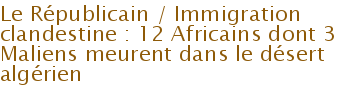 Le Républicain / Immigration
clandestine : 12 Africains dont 3
Maliens meurent dans le désert
algérien